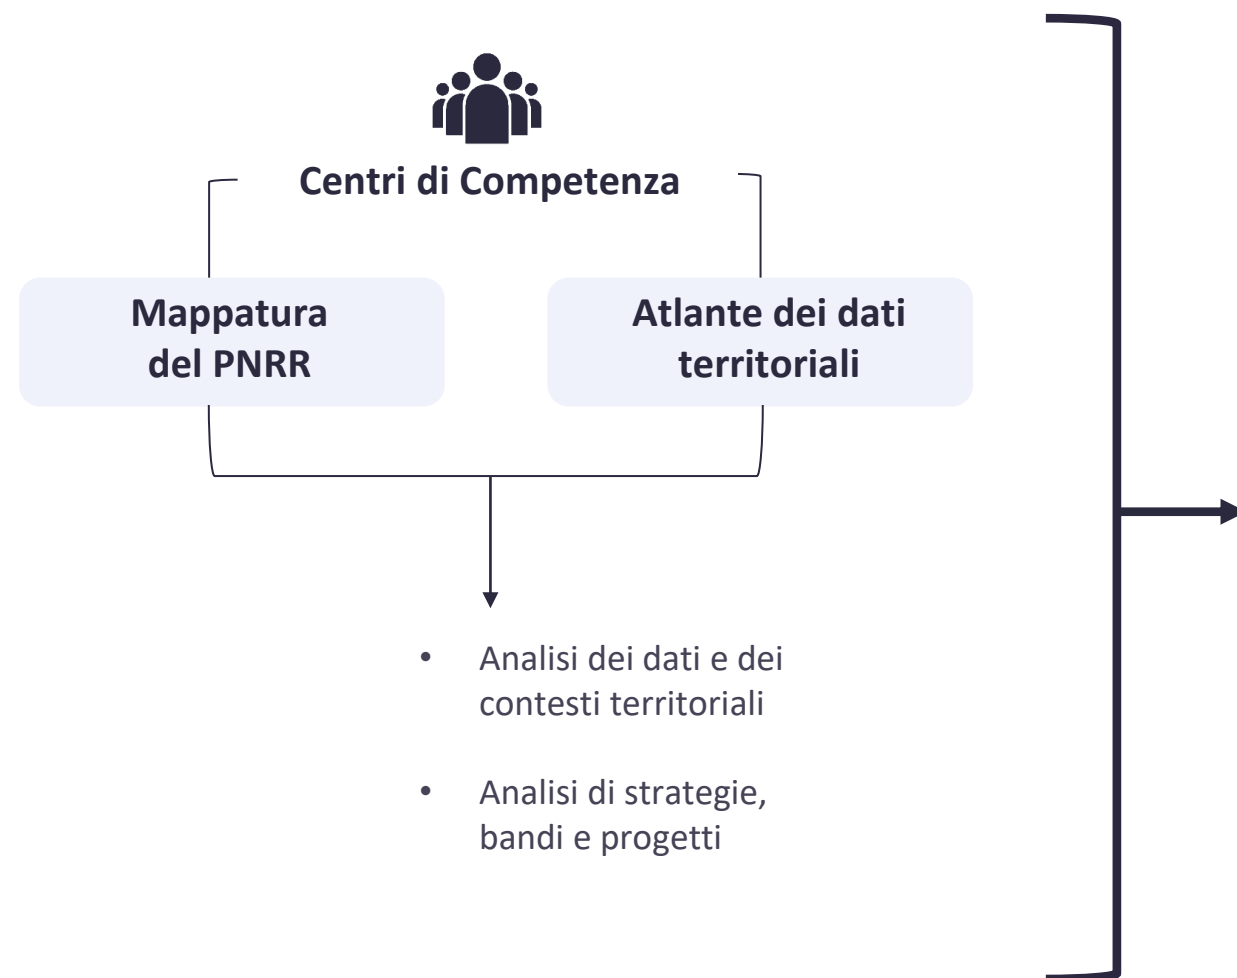 Centri di Competenza
Mappatura
del PNRR
Atlante dei dati
territoriali
• Analisi dei dati e dei
contesti territoriali
• Analisi di strategie,
bandi e progetti